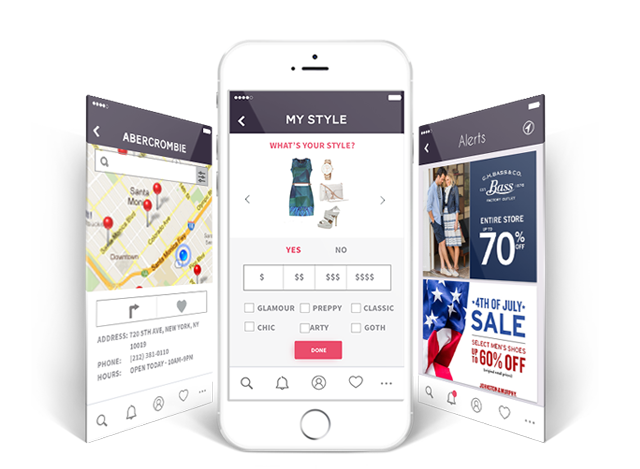 ABERCROMBIE
Santa
Monica
Santa Monica Fwy
Downtown
ADDRESS: 720 5TH AVE, NEW YORK, NY
10019
PHONE: (212) 381-0110
HOURS: OPEN TODAY · 10AM-9PM
MY STYLE
WHAT'S YOUR STYLE?
YES NO
$ $$ $$$ $$$$
GLAMOUR PREPPY CLASSIC
CHIC ARTY GOTH
DONE
Alerts
G.H. BASS & CO.
Bass
FACTORY OUTLET
ENTIRE STORE
UP TO
70% OFF
4TH OF JULY
SALE
SELECT MEN'S SHOES
UP TO 60% OFF
JOHNSTON & MURPHY